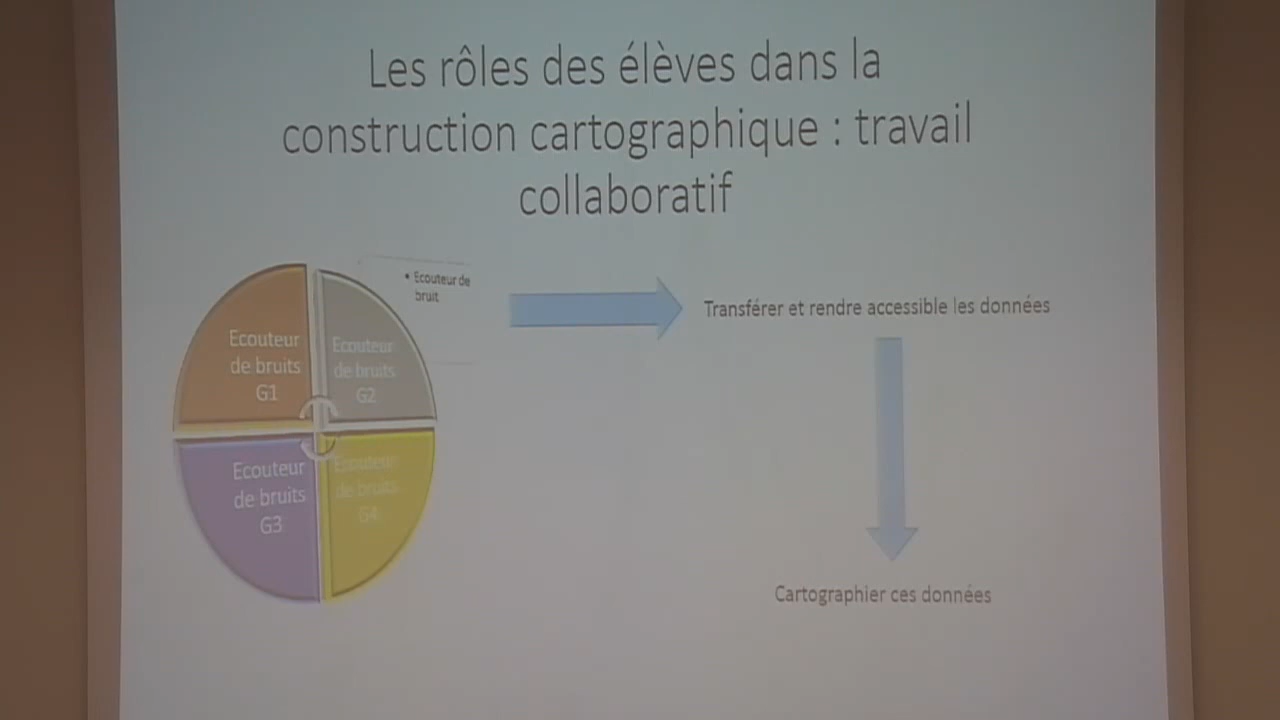 Les rôles des élèves dans la
construction cartographique : travail
collaboratif
• Ecouteur de
bruit
Ecouteur
de bruits
G1
Ecouteur
de bruits
G2
Transférer et rendre accessible les données
Ecouteur
de bruits
G3
Ecouteur
de bruits
G4
Cartographier ces données